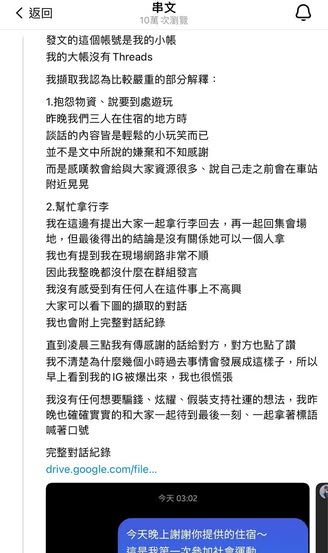 返回
串文
10萬 次瀏覽
發文的這個帳號是我的小帳
我的大帳沒有 Threads
我擷取我認為比較嚴重的部分解釋：
1.抱怨物資、說要到處遊玩
昨晚我們三人在住宿的地方時
談話的內容皆是輕鬆的小玩笑而已
並不是文中所說的嫌棄和不知感謝
而是感嘆教會給與大家資源很多、說自己走之前會在車站
附近晃晃
2.幫忙拿行李
我在這邊有提出大家一起拿行李回去，再一起回集會場
地，但最後得出的結論是沒有關係她可以一個人拿
我也有提到我在現場網路非常不順
因此我整晚都沒什麼在群組發言
我沒有感受到有任何人在這件事上不高興
大家可以看下圖的擷取的對話
我也會附上完整對話紀錄
直到凌晨三點我有傳感謝的話給對方，對方也點了讚
我不清楚為什麼幾個小時過去事情會發展成這樣子，所以
早上看到我的IG被爆出來，我也很慌張
我沒有任何想要騙錢、炫耀、假裝支持社運的想法，我昨
晚也確確實實的和大家一起待到最後一刻、一起拿著標語
喊著口號
完整對話紀錄
drive.google.com/file...
今天 03:02
今天晚上謝謝你提供的住宿～
這是我第一次參加社會運動